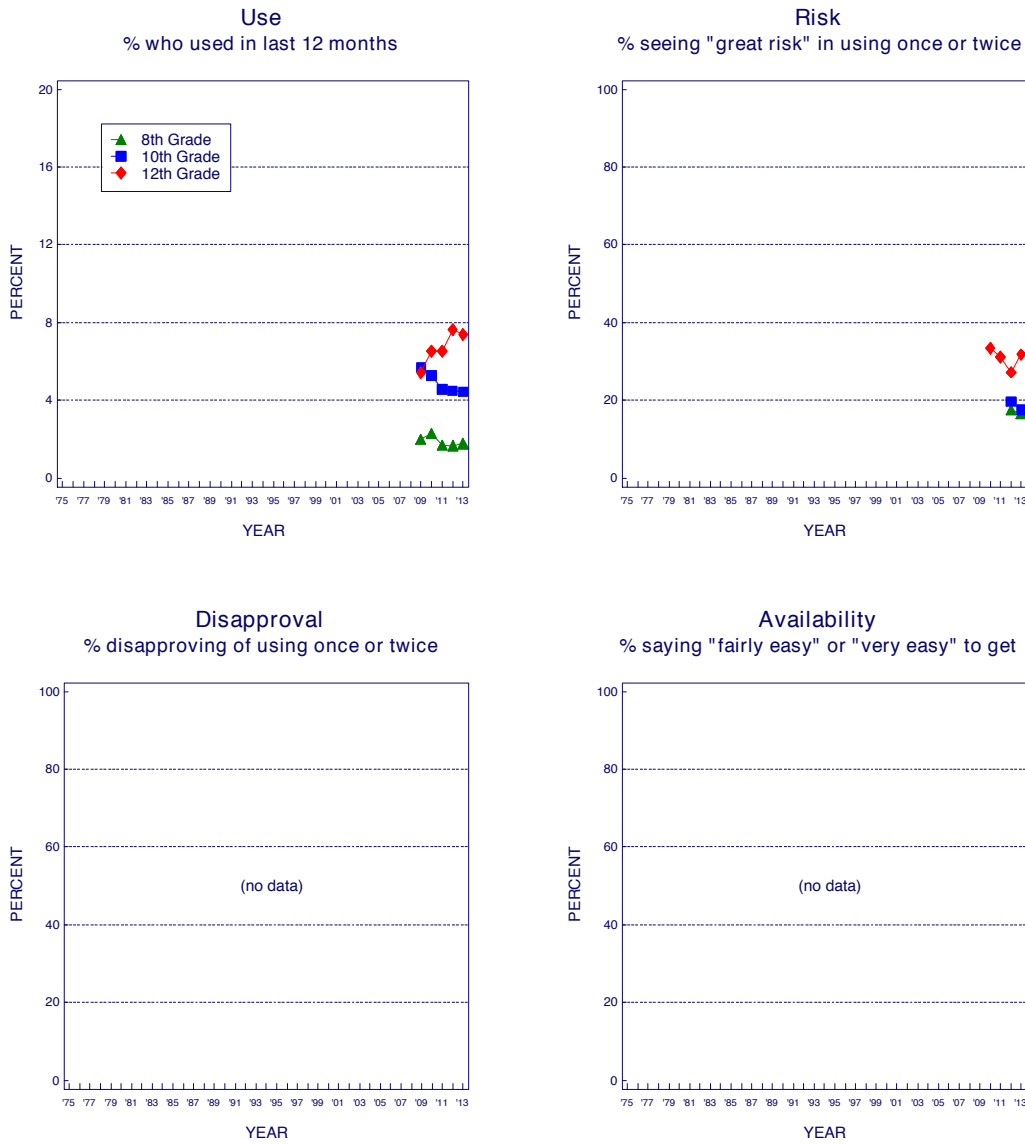 Use
% who used in last 12 months
20
16
12
8
4
0
PERCENT
8th Grade
10th Grade
12th Grade
'75 '77 '79 '81 '83 '85 '87 '89 '91 '93 '95 '97 '99 '01 '03 '05 '07 '09 '11 '13
YEAR
Risk
% seeing "great risk" in using once or twice
100
80
60
40
20
0
PERCENT
'75 '77 '79 '81 '83 '85 '87 '89 '91 '93 '95 '97 '99 '01 '03 '05 '07 '09 '11 '13
YEAR
Disapproval
% disapproving of using once or twice
100
80
60
40
20
0
PERCENT
(no data)
'75 '77 '79 '81 '83 '85 '87 '89 '91 '93 '95 '97 '99 '01 '03 '05 '07 '09 '11 '13
YEAR
Availability
% saying "fairly easy" or "very easy" to get
100
80
60
40
20
0
PERCENT
(no data)
'75 '77 '79 '81 '83 '85 '87 '89 '91 '93 '95 '97 '99 '01 '03 '05 '07 '09 '11 '13
YEAR